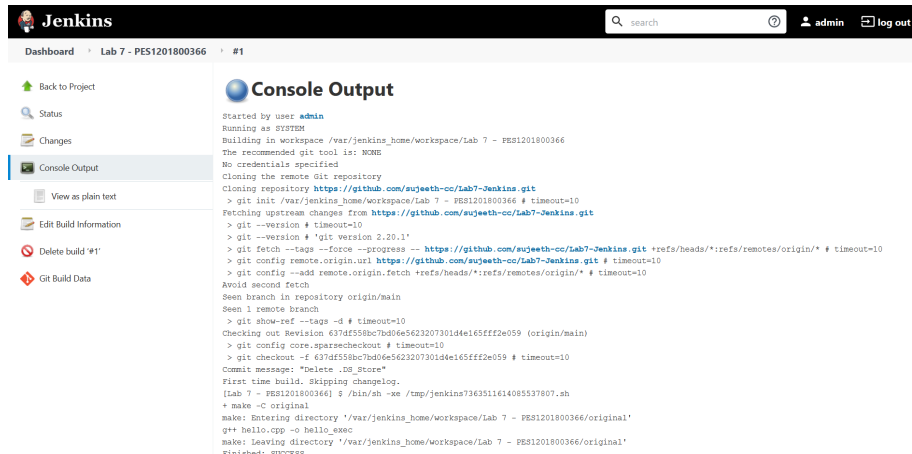 Jenkins
search
admin
log out
Dashboard
Lab 7 - PES1201800366
#1
Back to Project
Status
Changes
Console Output
View as plain text
Edit Build Information
Delete build '#1'
Git Build Data
Console Output
Started by user admin
Running as SYSTEM
Building in workspace /var/jenkins_home/workspace/Lab 7 - PES1201800366
The recommended git tool is: NONE
No credentials specified
Cloning the remote Git repository
Cloning repository https://github.com/sujeeth-cc/Lab7-Jenkins.git
> git init /var/jenkins_home/workspace/Lab 7 - PES1201800366 # timeout=10
Fetching upstream changes from https://github.com/sujeeth-cc/Lab7-Jenkins.git
> git --version # timeout=10
> git --version # 'git version 2.20.1'
> git fetch --tags --force --progress -- https://github.com/sujeeth-cc/Lab7-Jenkins.git +refs/heads/*:refs/remotes/origin/* # timeout=10
> git config remote.origin.url https://github.com/sujeeth-cc/Lab7-Jenkins.git # timeout=10
> git config --add remote.origin.fetch +refs/heads/*:refs/remotes/origin/* # timeout=10
Avoid second fetch
Seen branch in repository origin/main
Seen 1 remote branch
> git show-ref --tags -d # timeout=10
Checking out Revision 637df558bc7bd06e5623207301d4e165fff2e059 (origin/main)
> git config core.sparsecheckout # timeout=10
> git checkout -f 637df558bc7bd06e5623207301d4e165fff2e059 # timeout=10
Commit message: "Delete .DS_Store"
First time build. Skipping changelog.
[Lab 7 - PES1201800366] $ /bin/sh -xe /tmp/jenkins7363511614085537807.sh
+ make -C original
make: Entering directory '/var/jenkins_home/workspace/Lab 7 - PES1201800366/original'
g++ hello.cpp -o hello_exec
make: Leaving directory '/var/jenkins_home/workspace/Lab 7 - PES1201800366/original'
Finished: SUCCESS